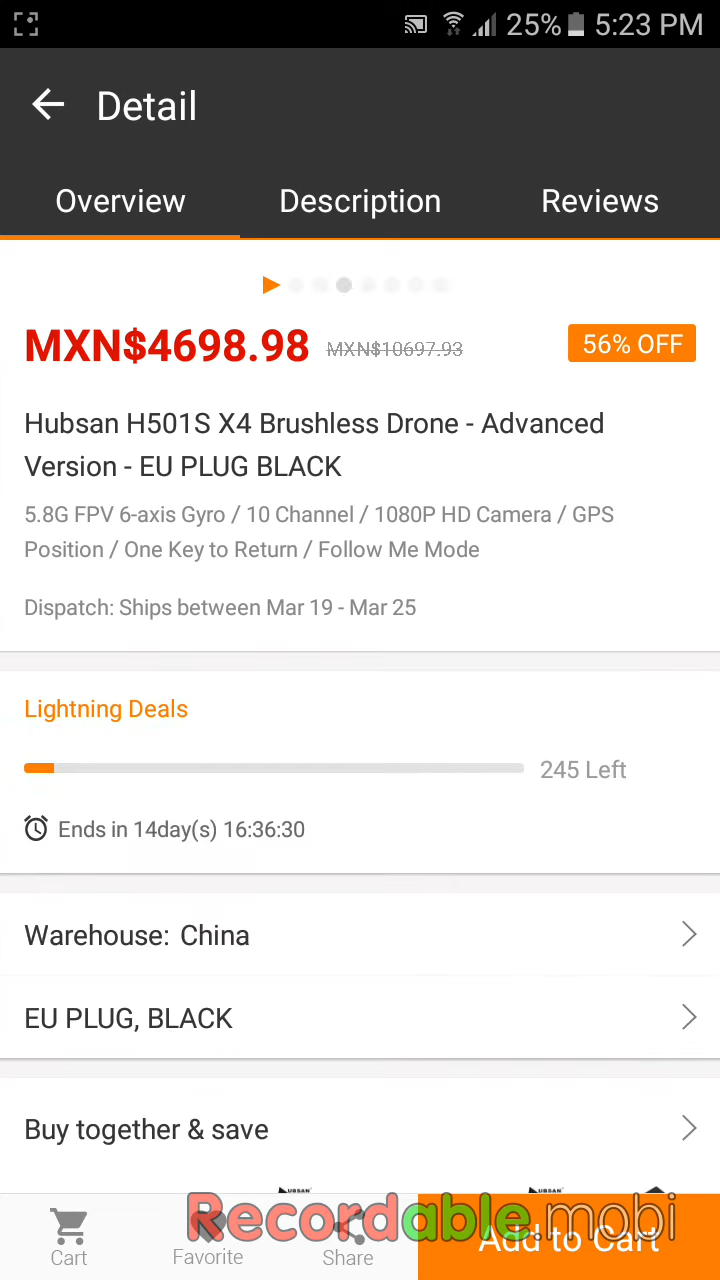 25% 5:23 PM
Detail
Overview Description Reviews
MXN$4698.98 MXN$10697.93 56% OFF
Hubsan H501S X4 Brushless Drone - Advanced
Version - EU PLUG BLACK
5.8G FPV 6-axis Gyro / 10 Channel / 1080P HD Camera / GPS
Position / One Key to Return / Follow Me Mode
Dispatch: Ships between Mar 19 - Mar 25
Lightning Deals
245 Left
Ends in 14day(s) 16:36:30
Warehouse: China
EU PLUG, BLACK
Buy together & save
HUBSAN HUBSAN
Recordable.mobi
Add to Cart
Cart Favorite Share